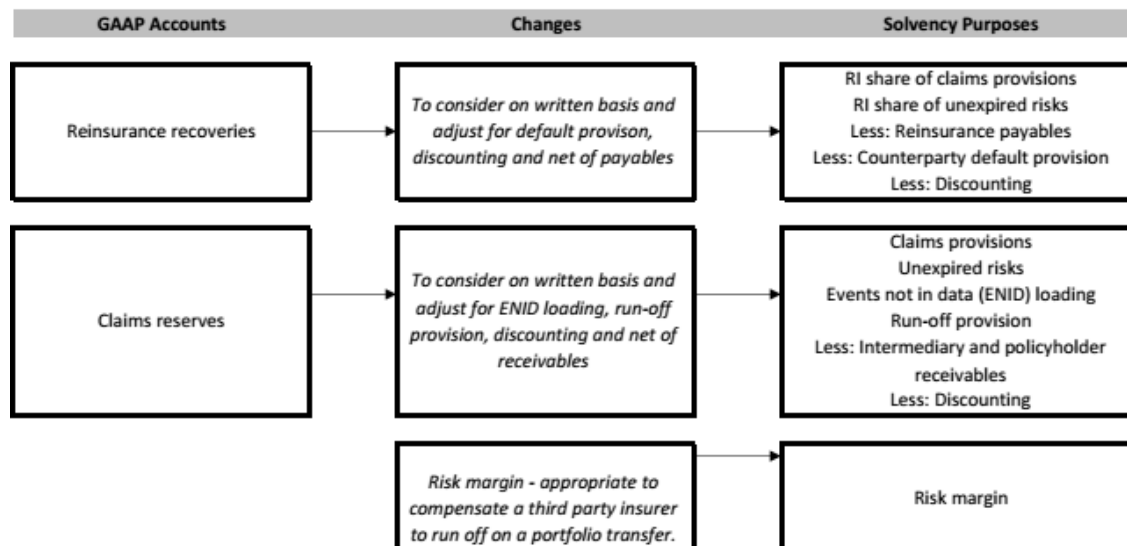 GAAP Accounts
Changes
Solvency Purposes
Reinsurance recoveries
To consider on written basis and
adjust for default provison,
discounting and net of payables
RI share of claims provisions
RI share of unexpired risks
Less: Reinsurance payables
Less: Counterparty default provision
Less: Discounting
Claims reserves
To consider on written basis and
adjust for ENID loading, run-off
provision, discounting and net of
receivables
Claims provisions
Unexpired risks
Events not in data (ENID) loading
Run-off provision
Less: Intermediary and policyholder
receivables
Less: Discounting
Risk margin - appropriate to
compensate a third party insurer
to run off on a portfolio transfer.
Risk margin